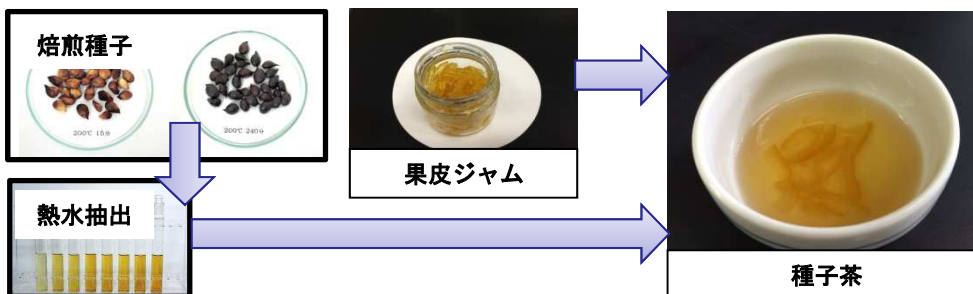 焙煎種子
200℃ 15分
200℃ 240分
果皮ジャム
熱水抽出
種子茶